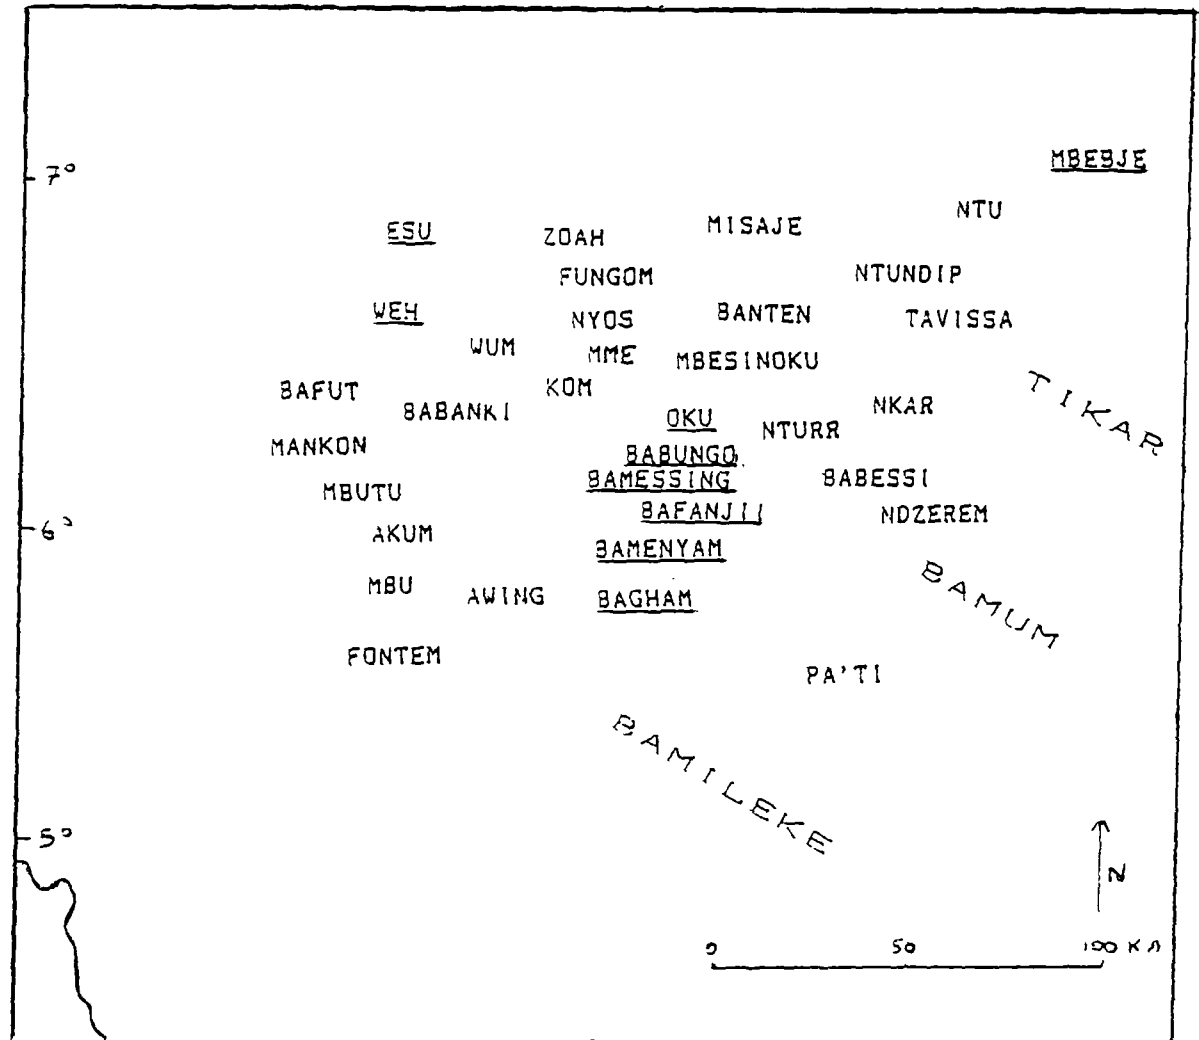 MBEBJE
7°
NTU
ESU ZOAH MISAJE
FUNGOM NTUNDIP
WEH NYOS BANTEN TAVISSA
WUM MME MBESINOKU
BAFUT KOM TIKAR
BABANKI OKU NKAR
MANKON NTURR
BABUNGO
BAMESSING BABESSI
MBUTU
BAFANJII NDZEREM
6° AKUM
BAMENYAM
MBU AWING BAGHAM BAMUM
FONTEM
PA'TI
BAMILEKE
5°
N
0 50 100 KM